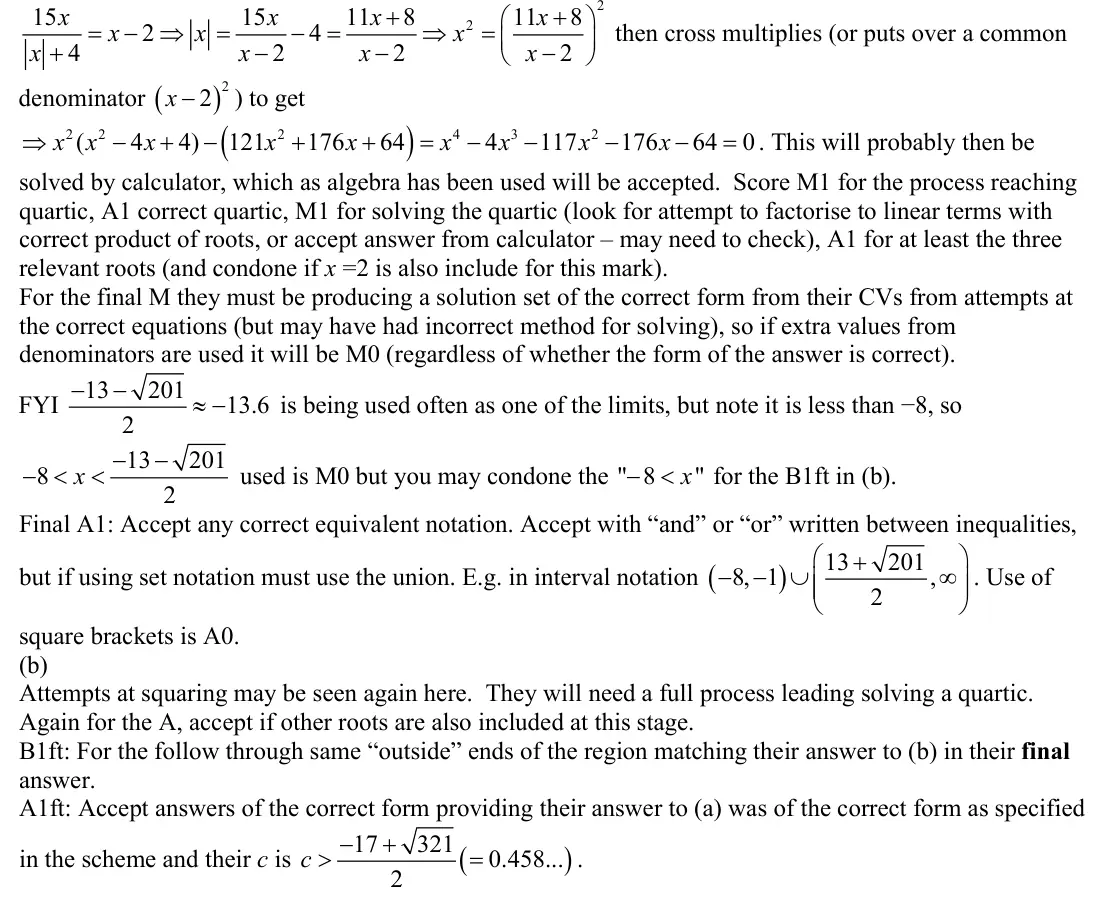 15x/(|x|+4) = x−2 ⇒ |x| = 15x/(x−2) − 4 = (11x+8)/(x−2) ⇒ x² = ((11x+8)/(x−2))² then cross multiplies (or puts over a common
denominator (x−2)² ) to get
⇒ x²(x² −4x+4)−(121x² +176x+64) = x⁴ −4x³ −117x² −176x−64 = 0. This will probably then be
solved by calculator, which as algebra has been used will be accepted. Score M1 for the process reaching
quartic, A1 correct quartic, M1 for solving the quartic (look for attempt to factorise to linear terms with
correct product of roots, or accept answer from calculator – may need to check), A1 for at least the three
relevant roots (and condone if x =2 is also include for this mark).
For the final M they must be producing a solution set of the correct form from their CVs from attempts at
the correct equations (but may have had incorrect method for solving), so if extra values from
denominators are used it will be M0 (regardless of whether the form of the answer is correct).
FYI (−13−√201)/2 ≈ −13.6 is being used often as one of the limits, but note it is less than −8, so
−8 < x < (−13−√201)/2 used is M0 but you may condone the "−8 < x" for the B1ft in (b).
Final A1: Accept any correct equivalent notation. Accept with “and” or “or” written between inequalities,
but if using set notation must use the union. E.g. in interval notation (−8,−1)∪((13+√201)/2,∞). Use of
square brackets is A0.
(b)
Attempts at squaring may be seen again here. They will need a full process leading solving a quartic.
Again for the A, accept if other roots are also included at this stage.
B1ft: For the follow through same “outside” ends of the region matching their answer to (b) in their final
answer.
A1ft: Accept answers of the correct form providing their answer to (a) was of the correct form as specified
in the scheme and their c is c > (−17+√321)/2 (= 0.458...).